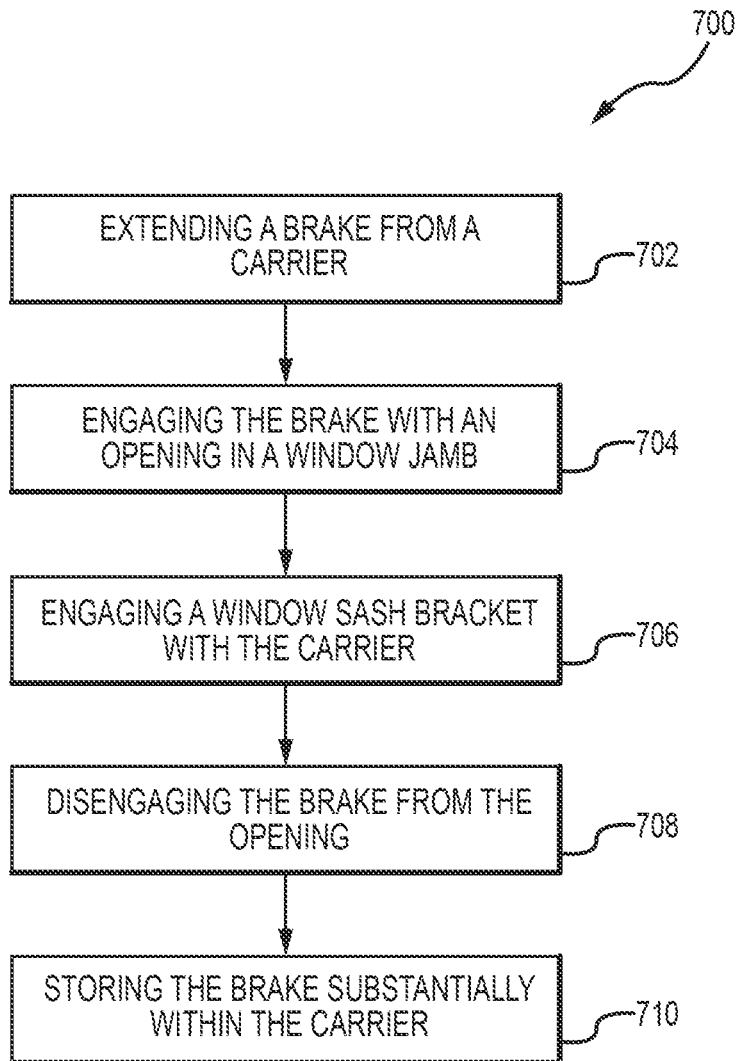 700
EXTENDING A BRAKE FROM A
CARRIER
702
ENGAGING THE BRAKE WITH AN
OPENING IN A WINDOW JAMB
704
ENGAGING A WINDOW SASH BRACKET
WITH THE CARRIER
706
DISENGAGING THE BRAKE FROM THE
OPENING
708
STORING THE BRAKE SUBSTANTIALLY
WITHIN THE CARRIER
710